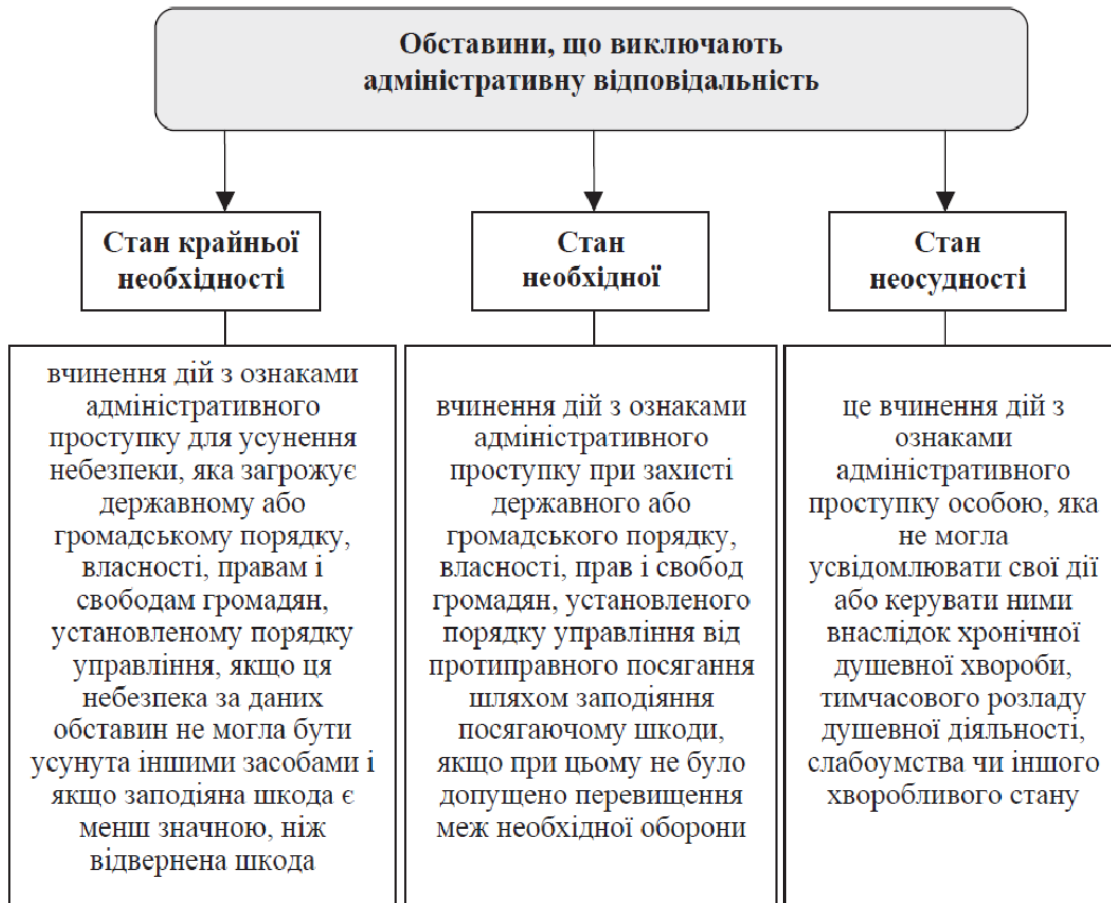 Обставини, що виключають
адміністративну відповідальність
Стан крайньої
необхідності
Стан
необхідної
Стан
неосудності
вчинення дій з ознаками
адміністративного
проступку для усунення
небезпеки, яка загрожує
державному або
громадському порядку,
власності, правам і
свободам громадян,
установленому порядку
управління, якщо ця
небезпека за даних
обставин не могла бути
усунута іншими засобами і
якщо заподіяна шкода є
менш значною, ніж
відвернена шкода
вчинення дій з ознаками
адміністративного
проступку при захисті
державного або
громадського порядку,
власності, прав і свобод
громадян, установленого
порядку управління від
протиправного посягання
шляхом заподіяння
посягаючому шкоди,
якщо при цьому не було
допущено перевищення
меж необхідної оборони
це вчинення дій з
ознаками
адміністративного
проступку особою, яка
не могла
усвідомлювати свої дії
або керувати ними
внаслідок хронічної
душевної хвороби,
тимчасового розладу
душевної діяльності,
слабоумства чи іншого
хворобливого стану